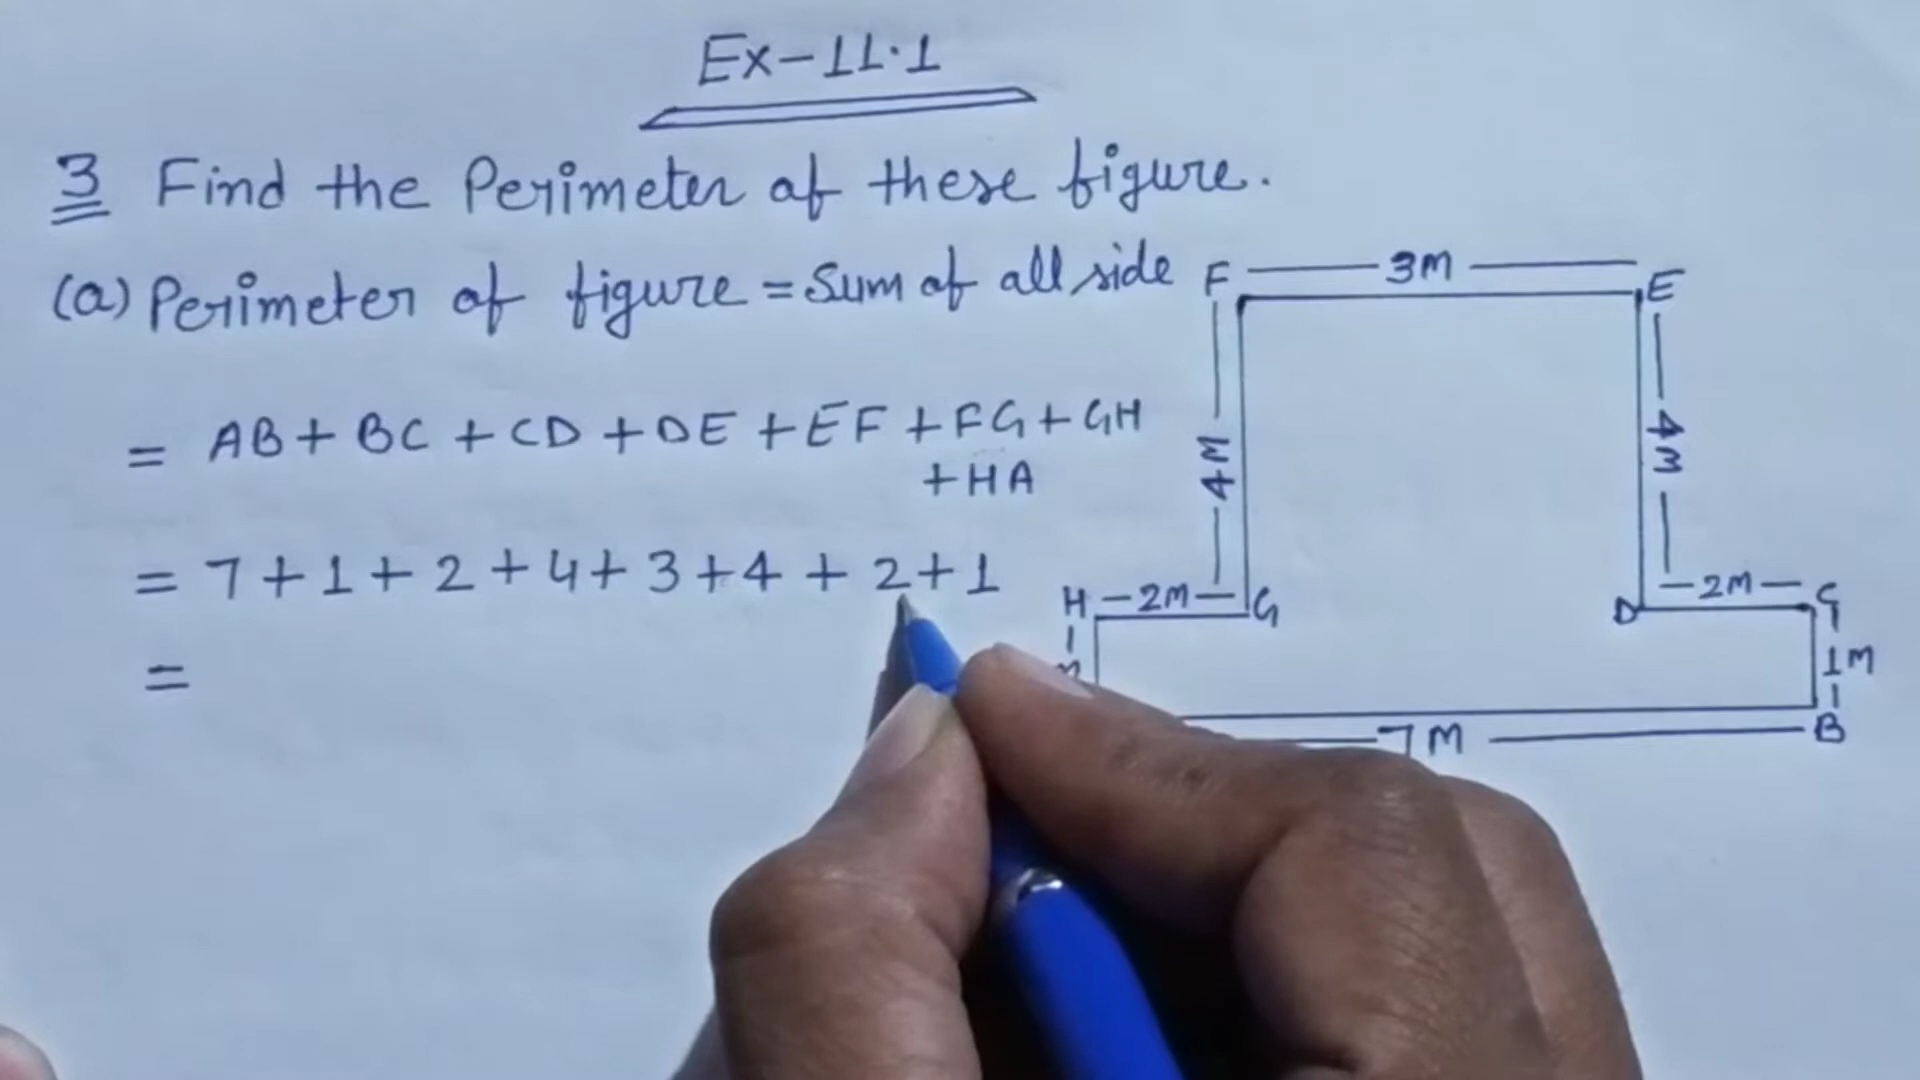 Ex-11.1
3 Find the Perimeter of these figure.
(a) Perimeter of figure = Sum of all side
= AB + BC + CD + DE + EF + FG + GH
+ HA
= 7 + 1 + 2 + 4 + 3 + 4 + 2 + 1
=
F 3M E
4M
4M
H 2M G
D 2M C
1M
7M B